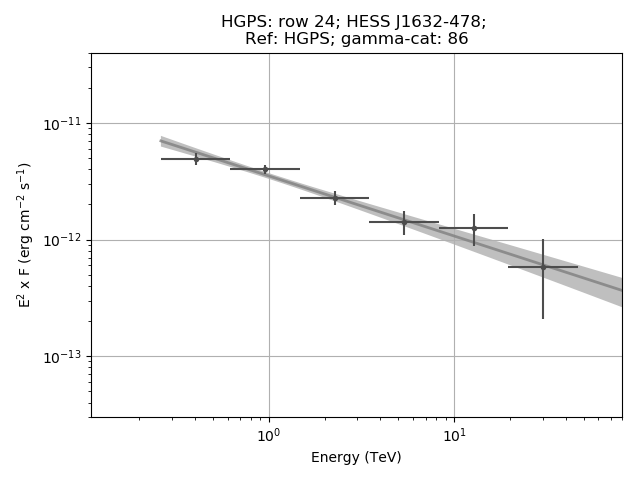 HGPS: row 24; HESS J1632-478;
Ref: HGPS; gamma-cat: 86
E² x F (erg cm⁻² s⁻¹)
10⁻¹¹
10⁻¹²
10⁻¹³
10⁰ 10¹
Energy (TeV)